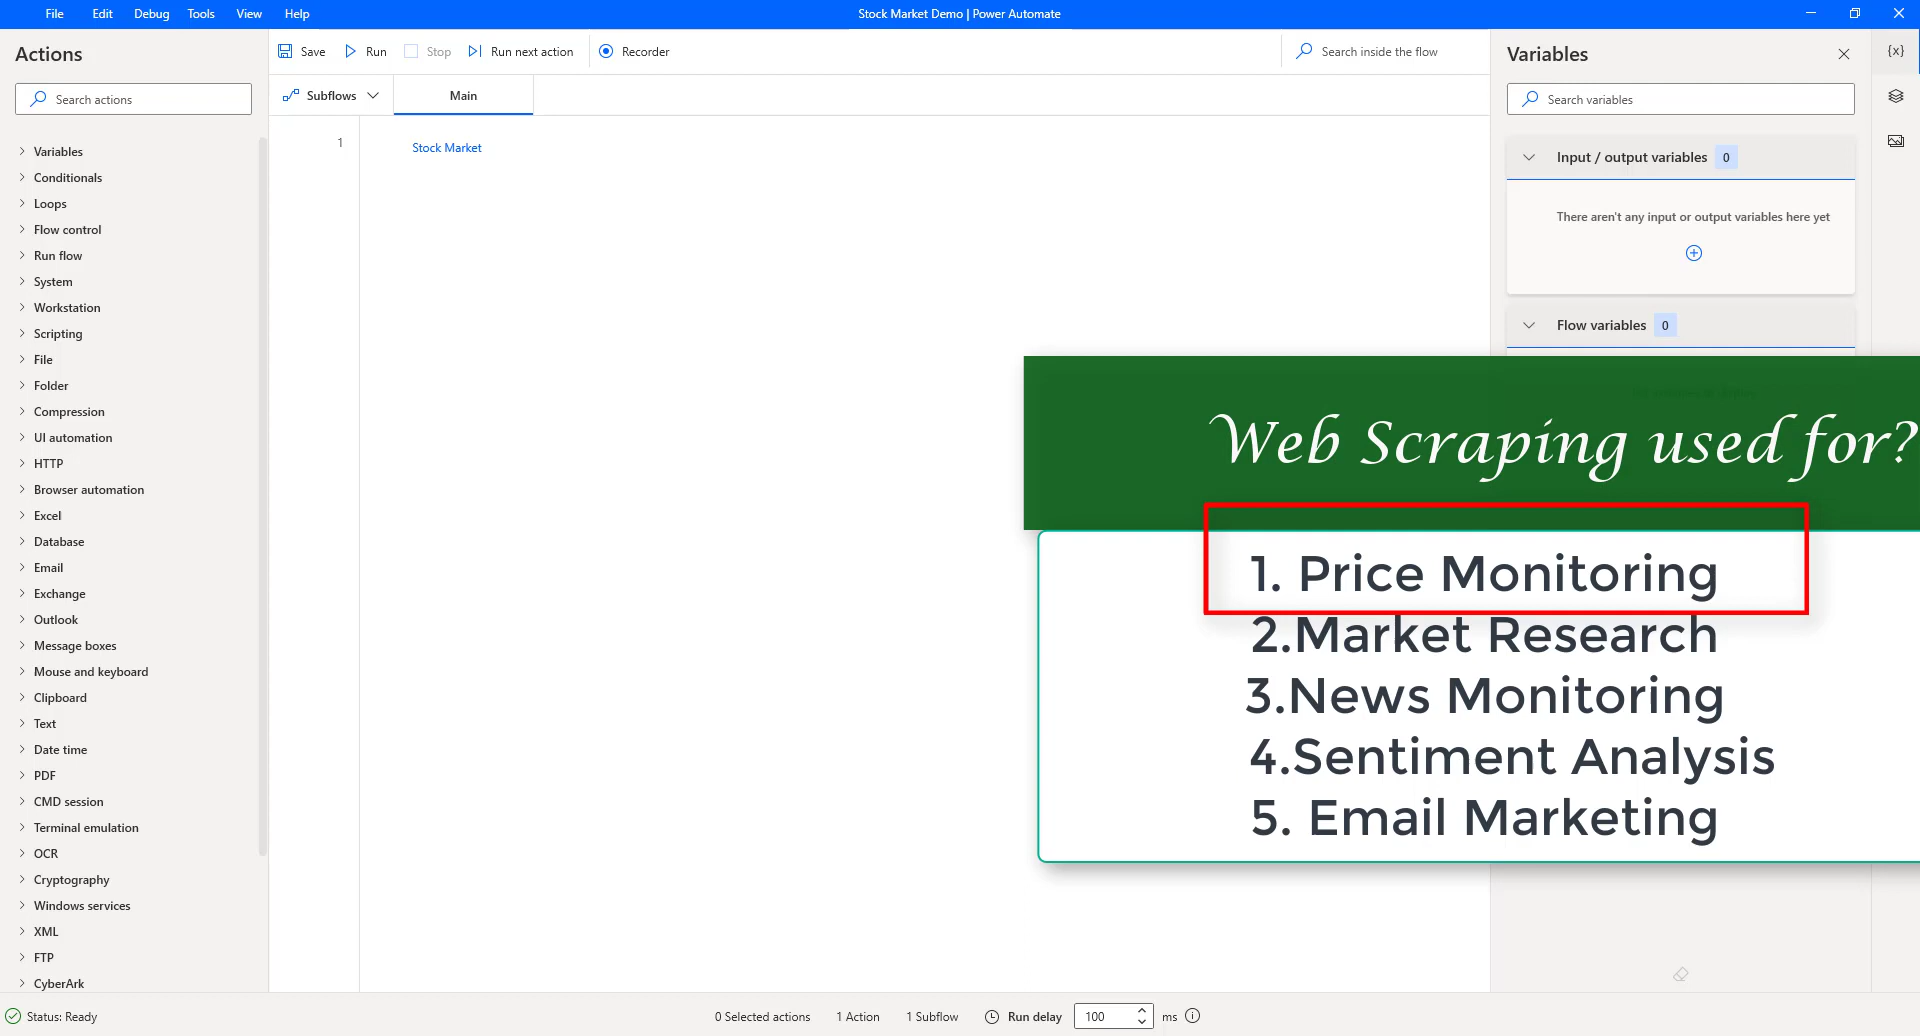 File Edit Debug Tools View Help
Stock Market Demo | Power Automate
Actions
Search actions
Variables
Conditionals
Loops
Flow control
Run flow
System
Workstation
Scripting
File
Folder
Compression
UI automation
HTTP
Browser automation
Excel
Database
Email
Exchange
Outlook
Message boxes
Mouse and keyboard
Clipboard
Text
Date time
PDF
CMD session
Terminal emulation
OCR
Cryptography
Windows services
XML
FTP
CyberArk
Save Run Stop Run next action Recorder
Search inside the flow
Subflows Main
1 Stock Market
Variables
{x}
Search variables
Input / output variables 0
There aren't any input or output variables here yet
Flow variables 0
Web Scraping used for?
1. Price Monitoring
2.Market Research
3.News Monitoring
4.Sentiment Analysis
5. Email Marketing
Status: Ready
0 Selected actions 1 Action 1 Subflow Run delay 100 ms